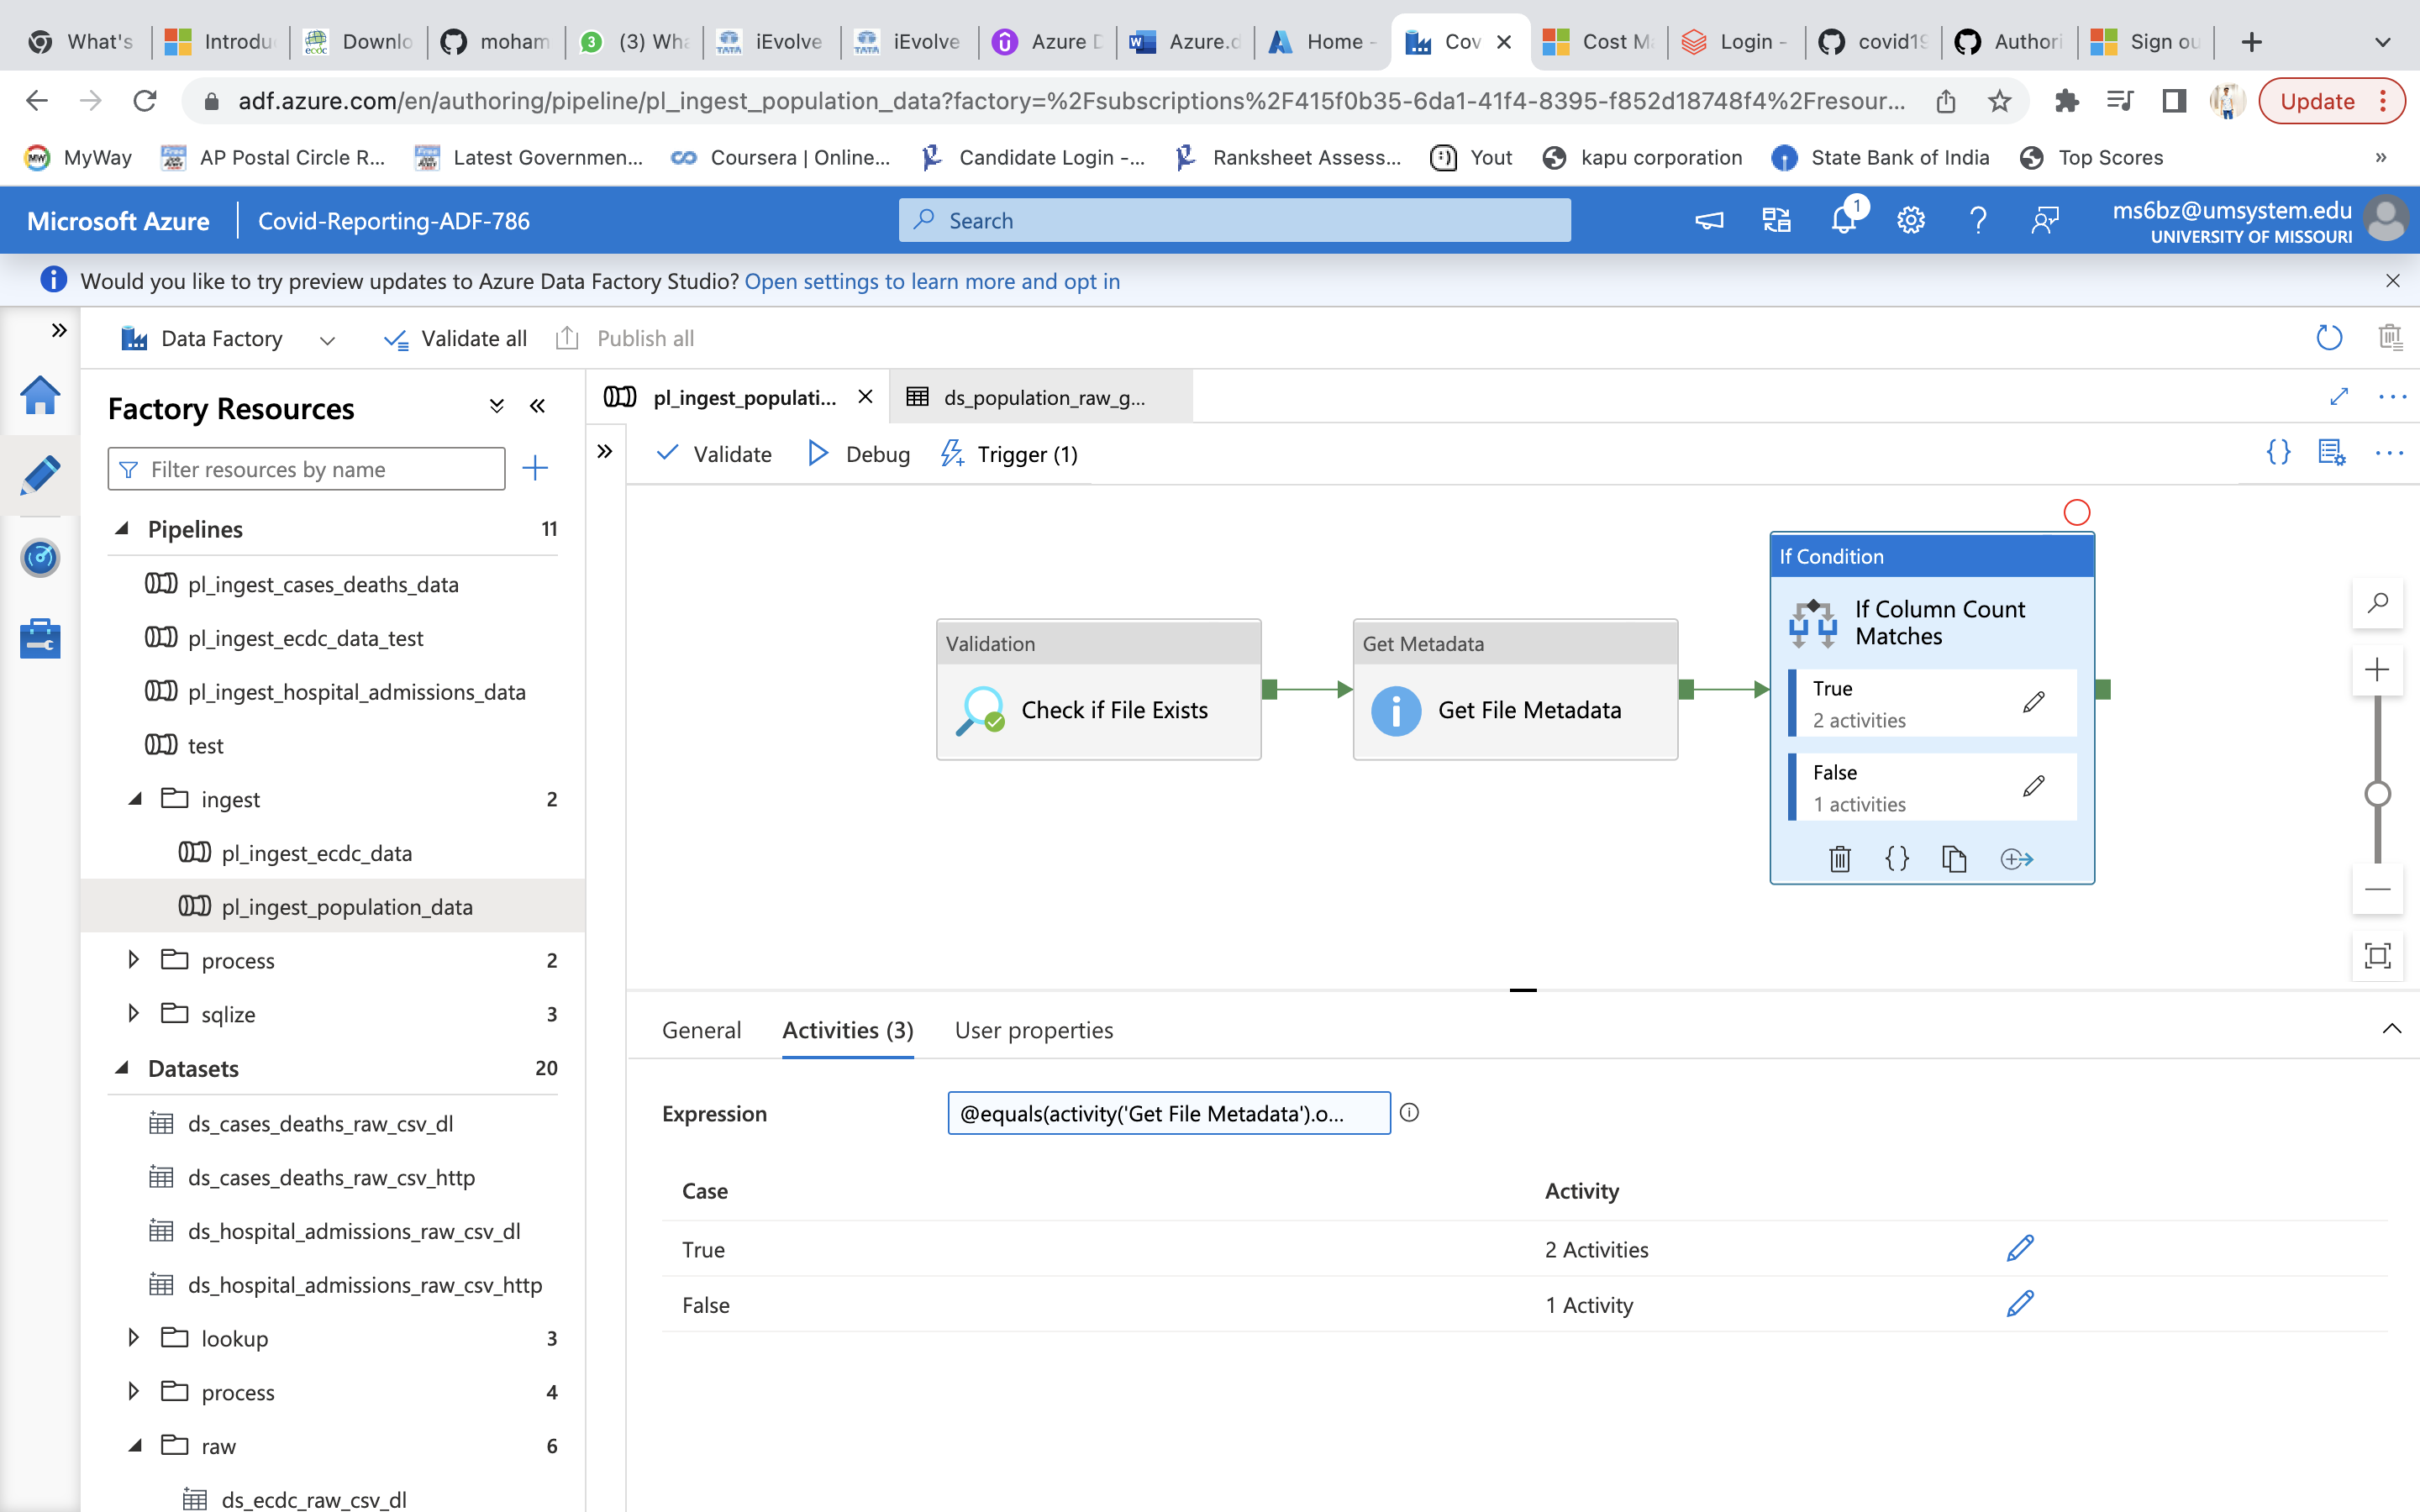 What's
Introdu
Downlo
moham
(3) Wha
iEvolve
iEvolve
Azure D
Azure.d
Home -
Cov
Cost Ma
Login -
covid19
Authori
Sign ou
adf.azure.com/en/authoring/pipeline/pl_ingest_population_data?factory=%2Fsubscriptions%2F415f0b35-6da1-41f4-8395-f852d18748f4%2Fresour...
Update
MyWay
AP Postal Circle R...
Latest Governmen...
Coursera | Online...
Candidate Login -...
Ranksheet Assess...
Yout
kapu corporation
State Bank of India
Top Scores
»
Microsoft Azure
Covid-Reporting-ADF-786
Search
1
ms6bz@umsystem.edu
UNIVERSITY OF MISSOURI
Would you like to try preview updates to Azure Data Factory Studio? Open settings to learn more and opt in
Data Factory
Validate all
Publish all
Factory Resources
pl_ingest_populati...
ds_population_raw_g...
Filter resources by name
Validate
Debug
Trigger (1)
Pipelines 11
pl_ingest_cases_deaths_data
pl_ingest_ecdc_data_test
pl_ingest_hospital_admissions_data
test
ingest 2
pl_ingest_ecdc_data
pl_ingest_population_data
process 2
sqlize 3
Datasets 20
ds_cases_deaths_raw_csv_dl
ds_cases_deaths_raw_csv_http
ds_hospital_admissions_raw_csv_dl
ds_hospital_admissions_raw_csv_http
lookup 3
process 4
raw 6
ds_ecdc_raw_csv_dl
Validation
Check if File Exists
Get Metadata
Get File Metadata
If Condition
If Column Count
Matches
True
2 activities
False
1 activities
General
Activities (3)
User properties
Expression
@equals(activity('Get File Metadata').o...
Case Activity
True 2 Activities
False 1 Activity